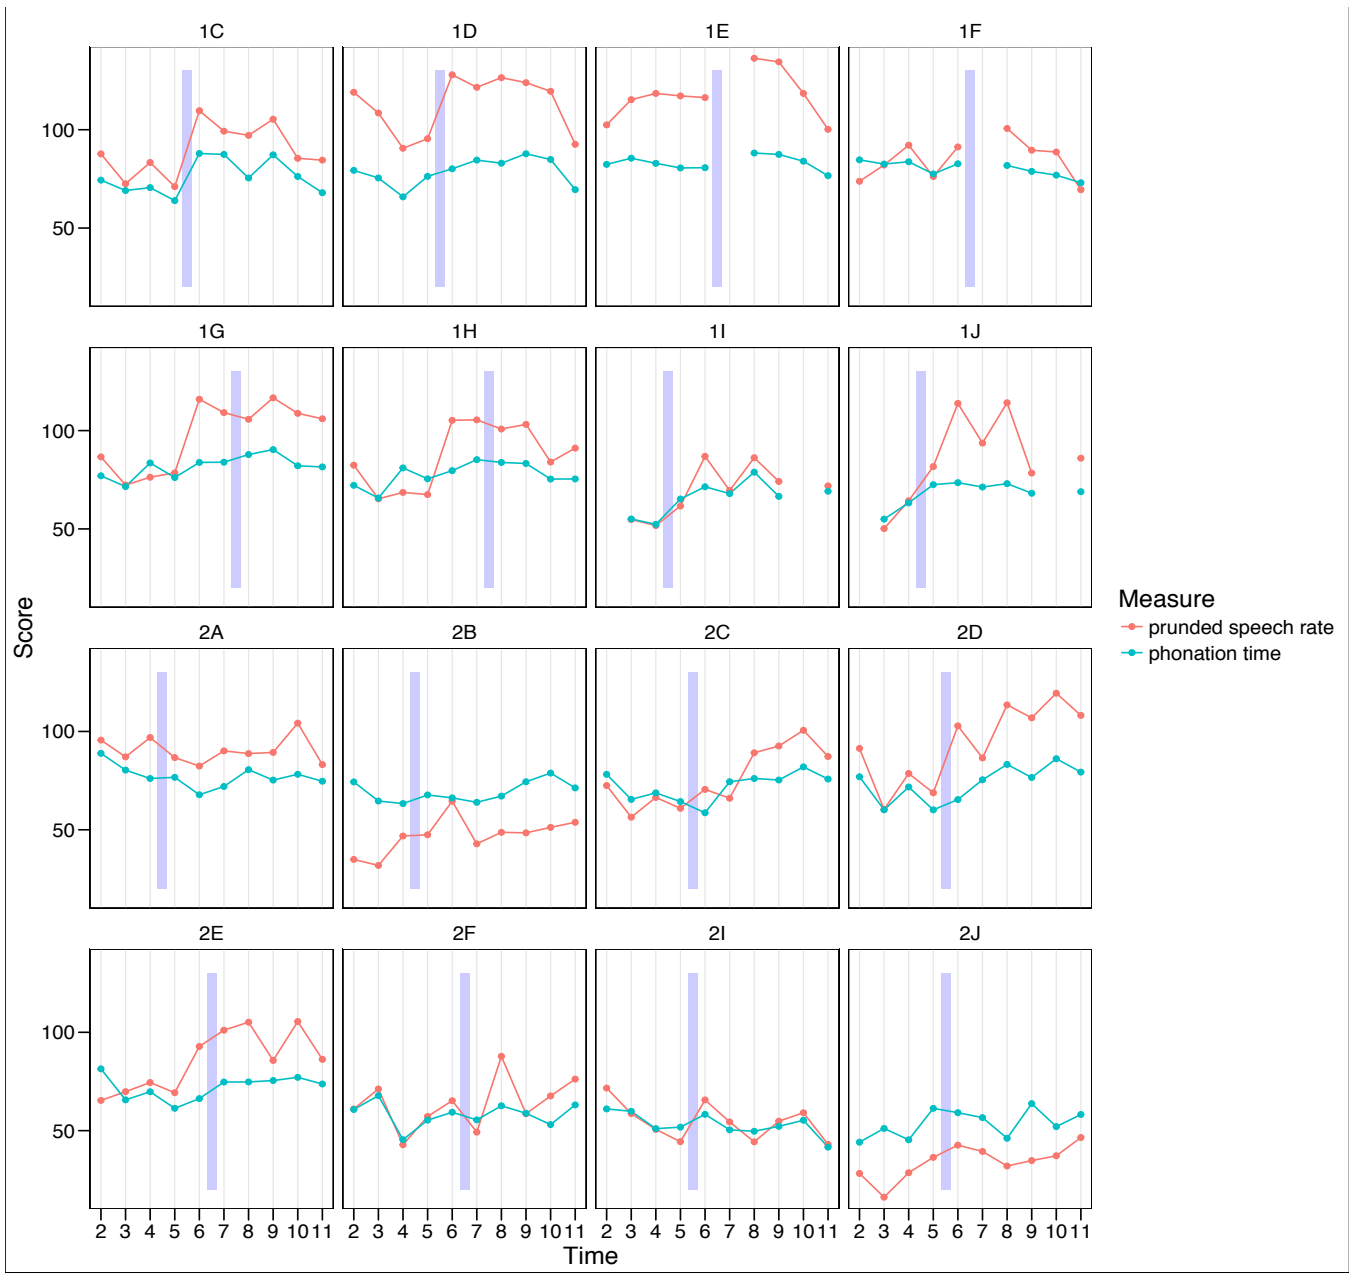 1C 1D 1E 1F
100
50
1G 1H 1I 1J
100
50
Score
Measure
prunded speech rate
phonation time
2A 2B 2C 2D
100
50
2E 2F 2I 2J
100
50
2 3 4 5 6 7 8 9 10 11 2 3 4 5 6 7 8 9 10 11 2 3 4 5 6 7 8 9 10 11 2 3 4 5 6 7 8 9 10 11
Time